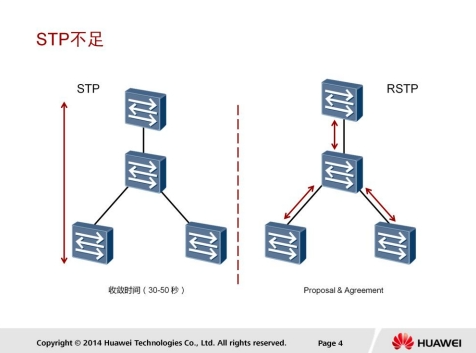 STP不足
STP
RSTP
收敛时间（30-50 秒）
Proposal & Agreement
Copyright © 2014 Huawei Technologies Co., Ltd. All rights reserved.
Page 4
HUAWEI